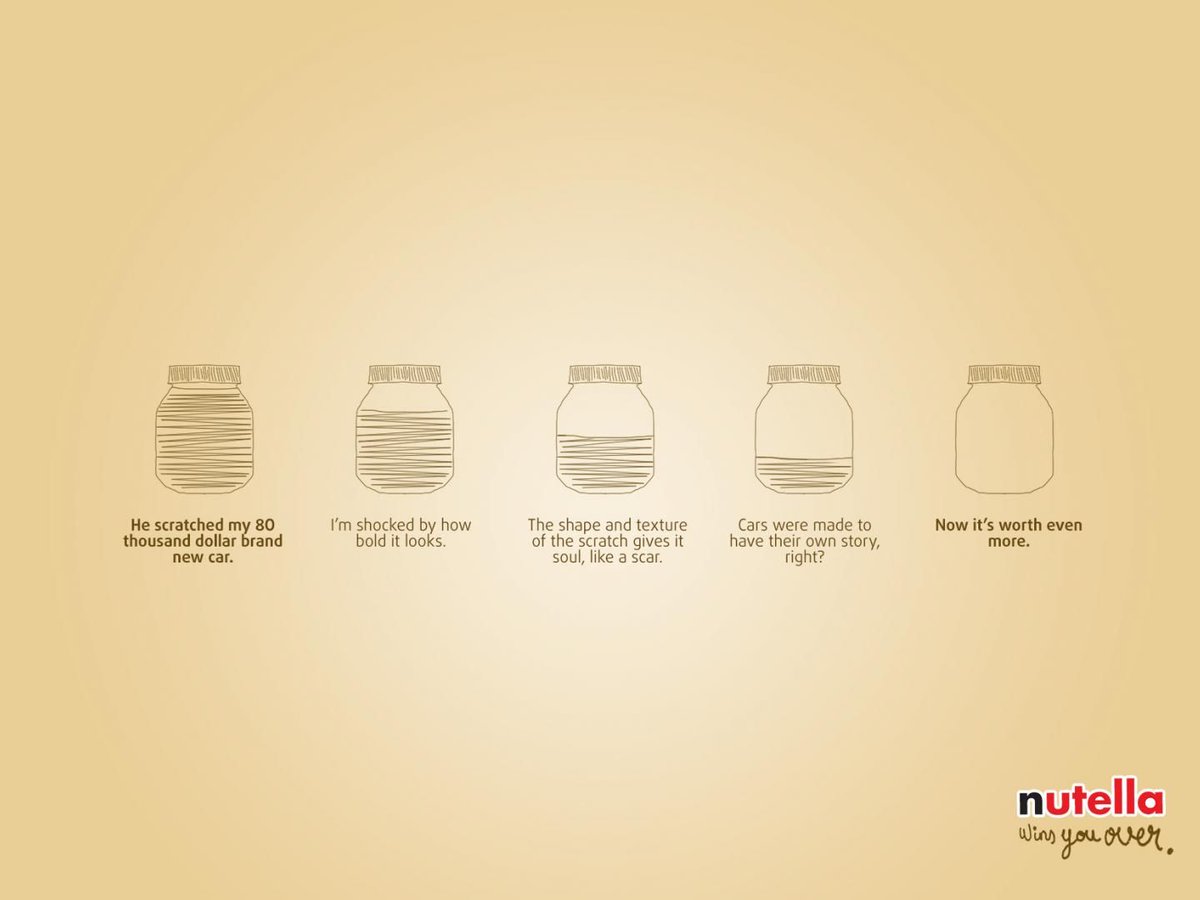 He scratched my 80
thousand dollar brand
new car.
I'm shocked by how
bold it looks.
The shape and texture
of the scratch gives it
soul, like a scar.
Cars were made to
have their own story,
right?
Now it's worth even
more.
nutella
Wins you over.